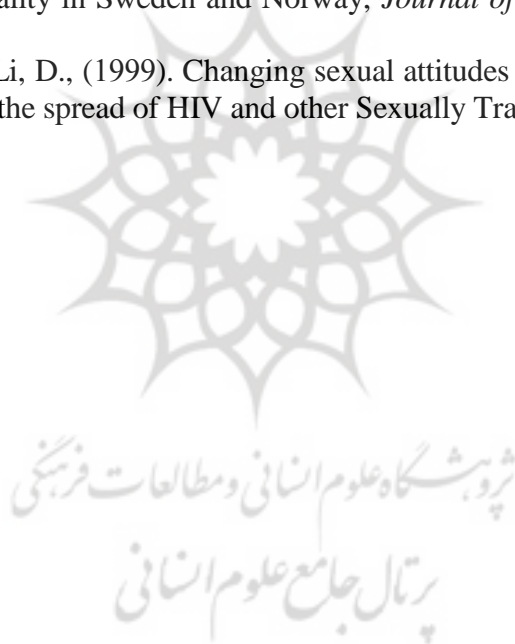 ality in Sweden and Norway, Journal of
Li, D., (1999). Changing sexual attitudes
the spread of HIV and other Sexually Tra
پژوهشگاه علوم انسانی و مطالعات فرهنگی
پرتال جامع علوم انسانی